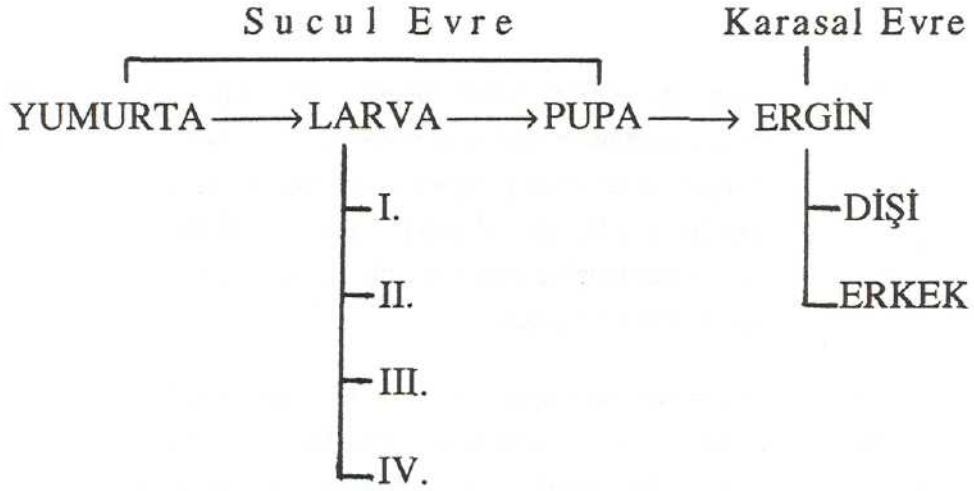 Sucul Evre Karasal Evre
YUMURTA LARVA PUPA ERGİN
I. DİŞİ
II. ERKEK
III.
IV.